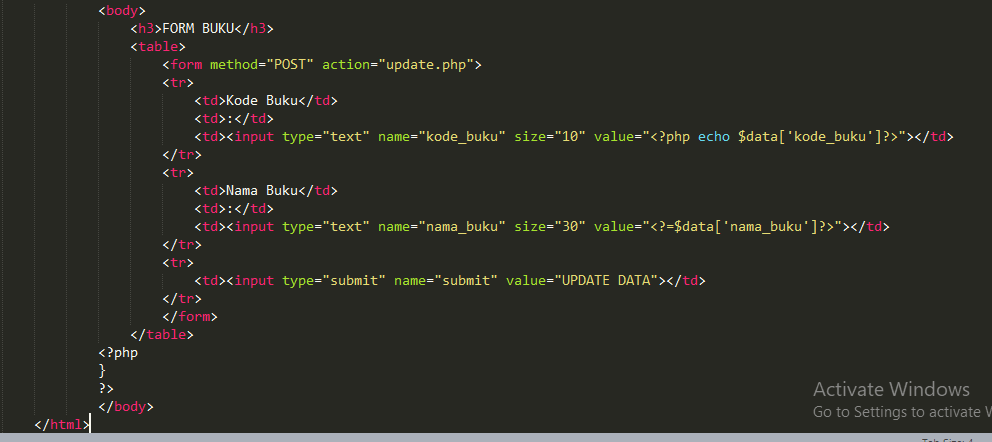 <body>
<h3>FORM BUKU</h3>
<table>
<form method="POST" action="update.php">
<tr>
<td>Kode Buku</td>
<td>:</td>
<td><input type="text" name="kode_buku" size="10" value="<?php echo $data['kode_buku']?>"></td>
</tr>
<tr>
<td>Nama Buku</td>
<td>:</td>
<td><input type="text" name="nama_buku" size="30" value="<?=$data['nama_buku']?>"></td>
</tr>
<tr>
<td><input type="submit" name="submit" value="UPDATE DATA"></td>
</tr>
</form>
</table>
<?php
}
?>
</body>
</html>
Activate Windows
Go to Settings to activate W
Tab Size: 4